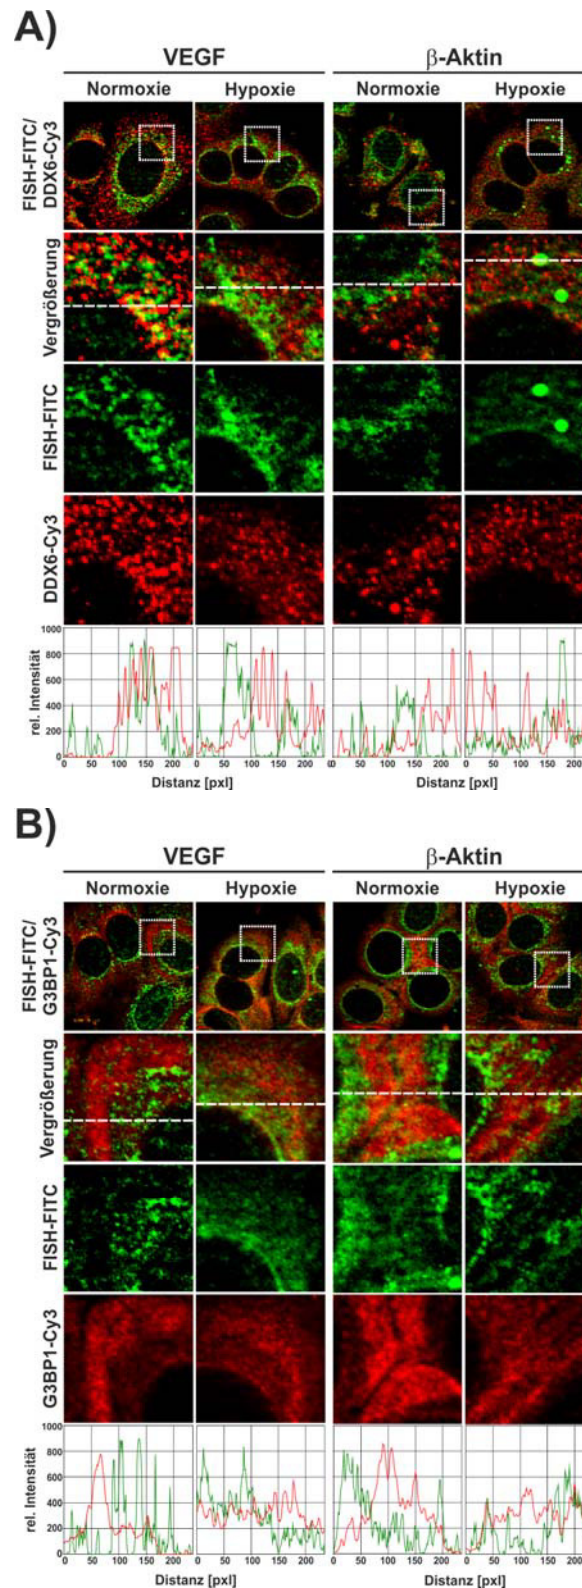 A)
VEGF β-Aktin
Normoxie Hypoxie Normoxie Hypoxie
FISH-FITC/
DDX6-Cy3
Vergrößerung
FISH-FITC
DDX6-Cy3
rel. Intensität
1000
800
600
400
200
0
0 50 100 150 200 0 50 100 150 200 0 50 100 150 200 0 50 100 150 200
Distanz [pxl] Distanz [pxl]
B)
VEGF β-Aktin
Normoxie Hypoxie Normoxie Hypoxie
FISH-FITC/
G3BP1-Cy3
Vergrößerung
FISH-FITC
G3BP1-Cy3
rel. Intensität
1000
800
600
400
200
0
0 50 100 150 200 0 50 100 150 200 0 50 100 150 200 0 50 100 150 200
Distanz [pxl] Distanz [pxl]